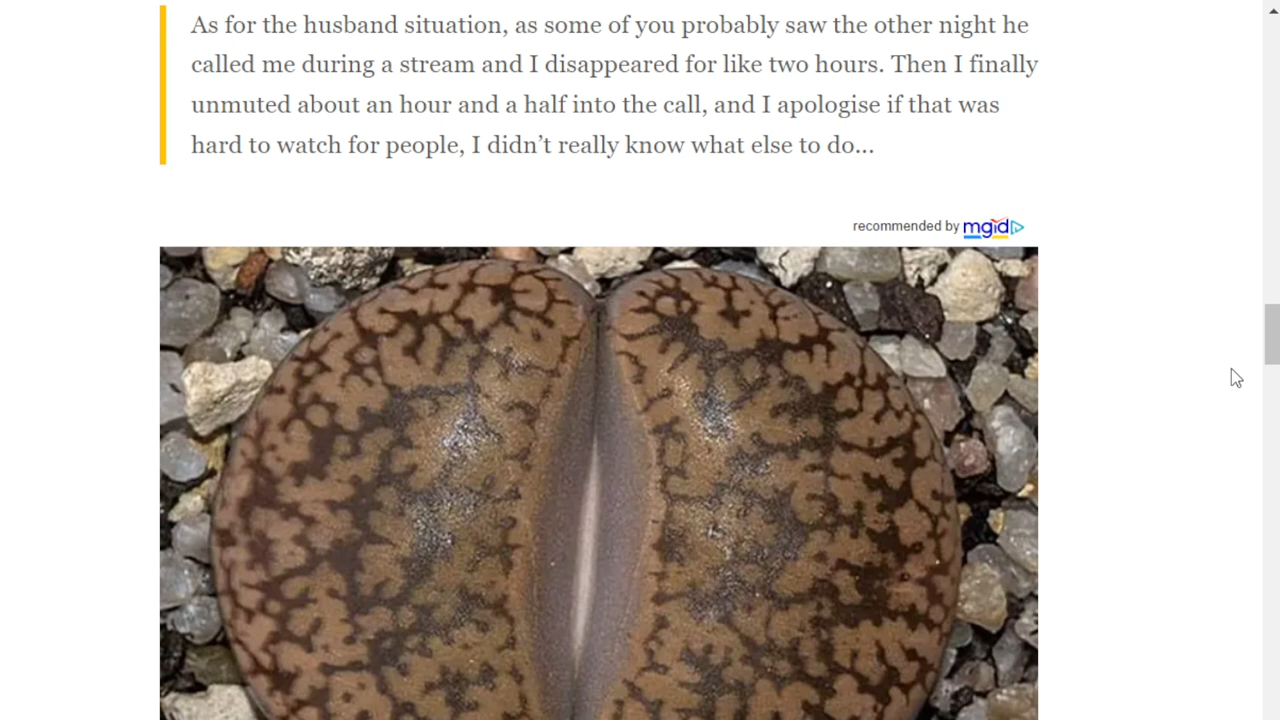 As for the husband situation, as some of you probably saw the other night he
called me during a stream and I disappeared for like two hours. Then I finally
unmuted about an hour and a half into the call, and I apologise if that was
hard to watch for people, I didn’t really know what else to do…
recommended by mgid